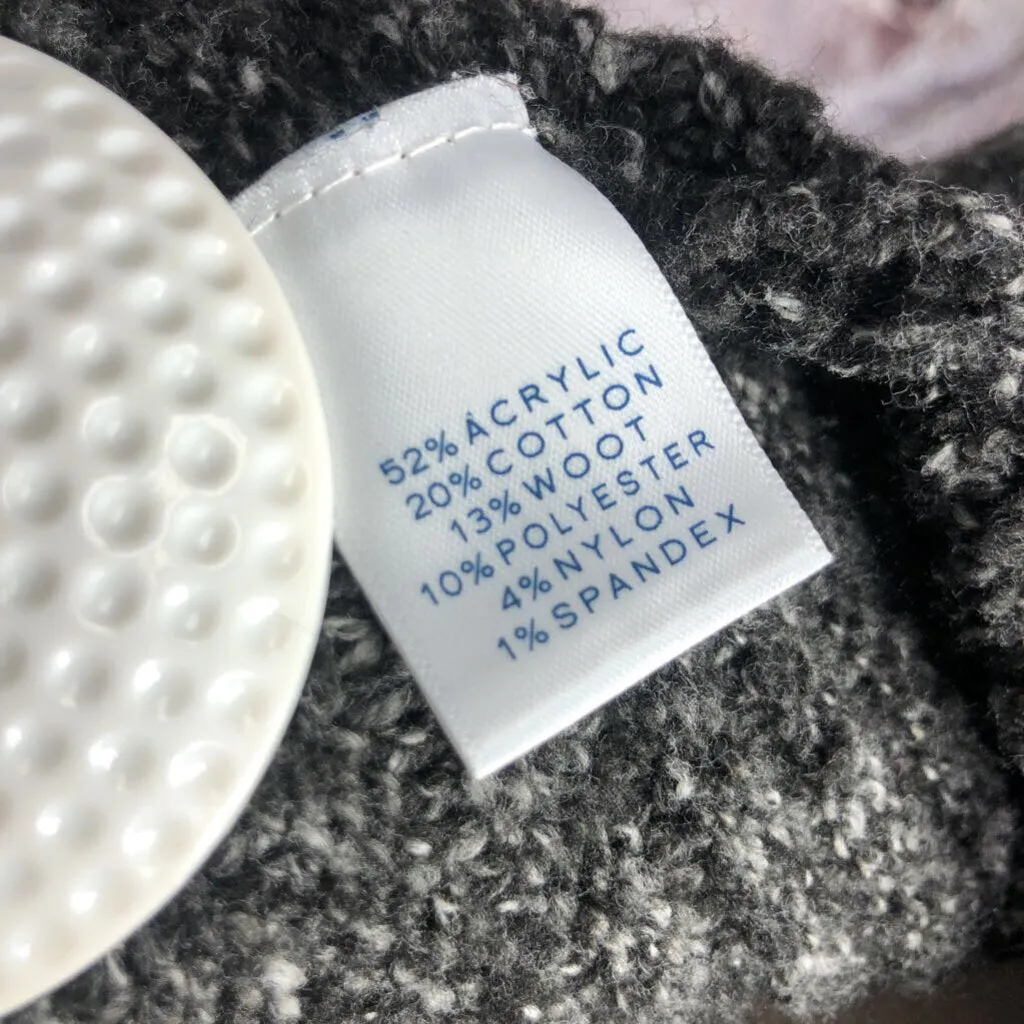 52% ACRYLIC
20% COTTON
13% WOOT
10% POLYESTER
4% NYLON
1% SPANDEX